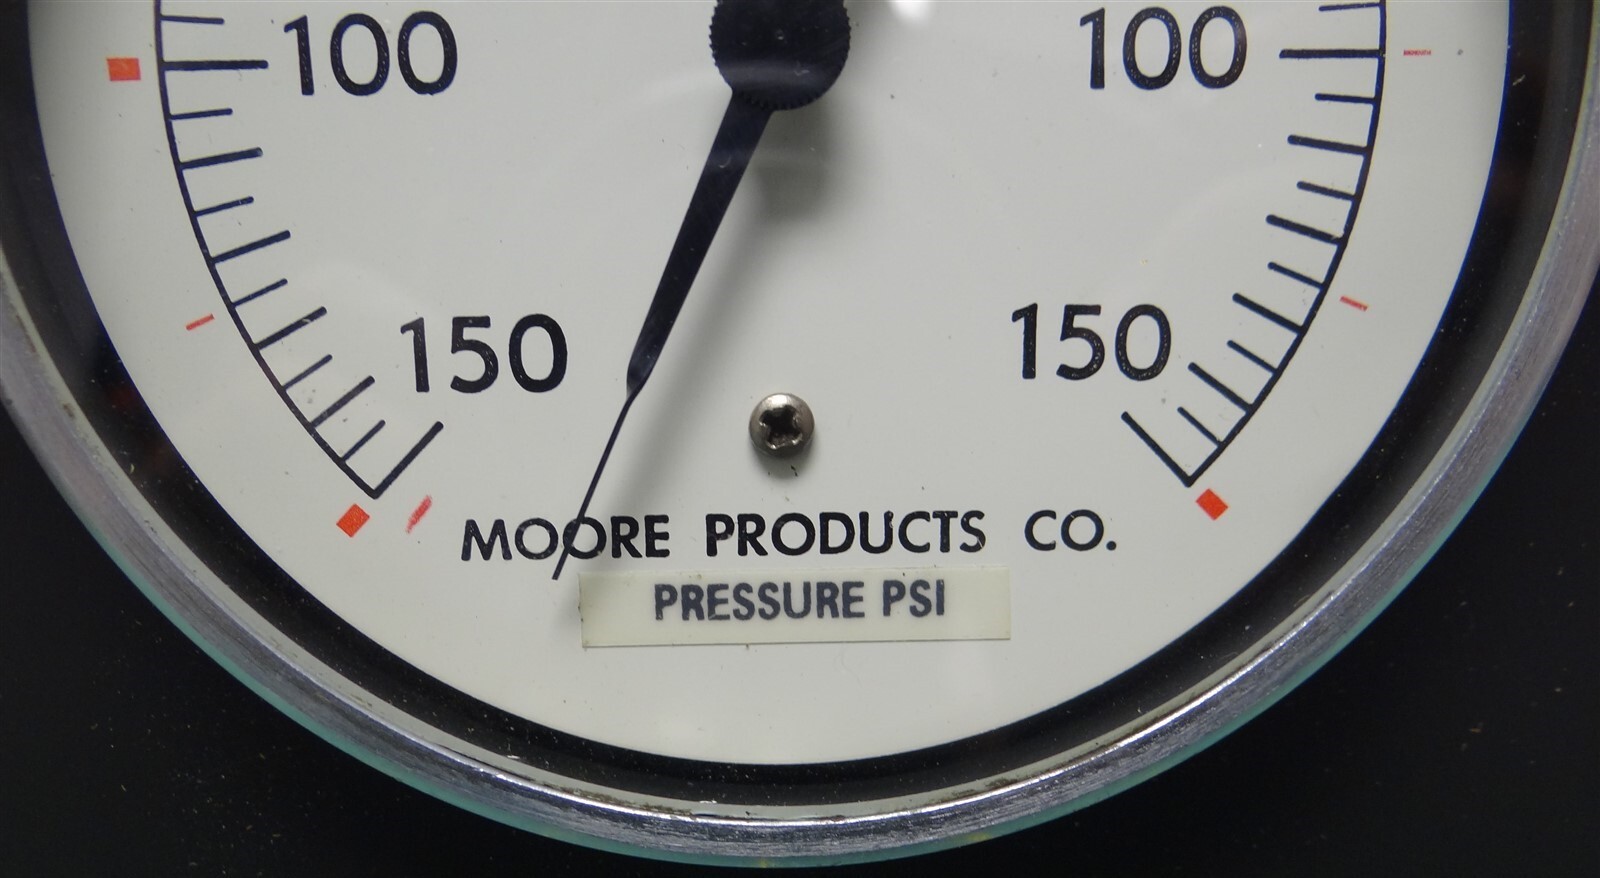 100 100
150 150
MOORE PRODUCTS CO.
PRESSURE PSI